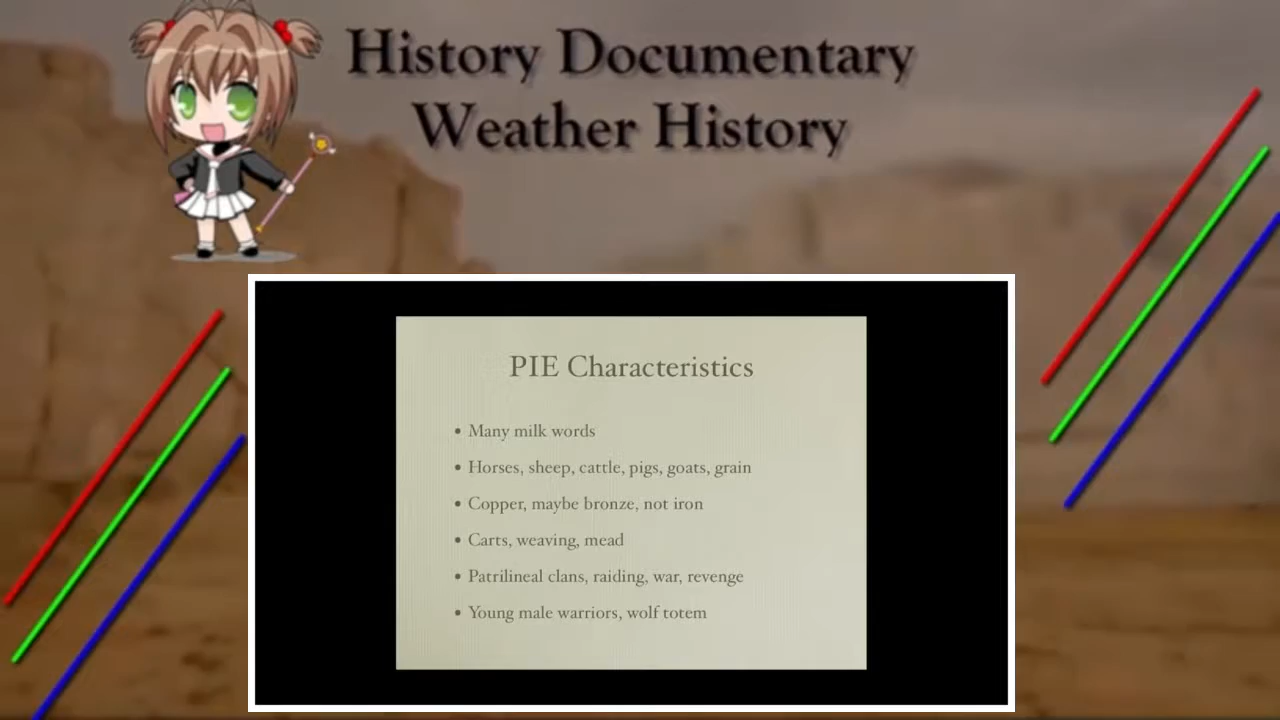 History Documentary
Weather History
PIE Characteristics
• Many milk words
• Horses, sheep, cattle, pigs, goats, grain
• Copper, maybe bronze, not iron
• Carts, weaving, mead
• Patrilineal clans, raiding, war, revenge
• Young male warriors, wolf totem